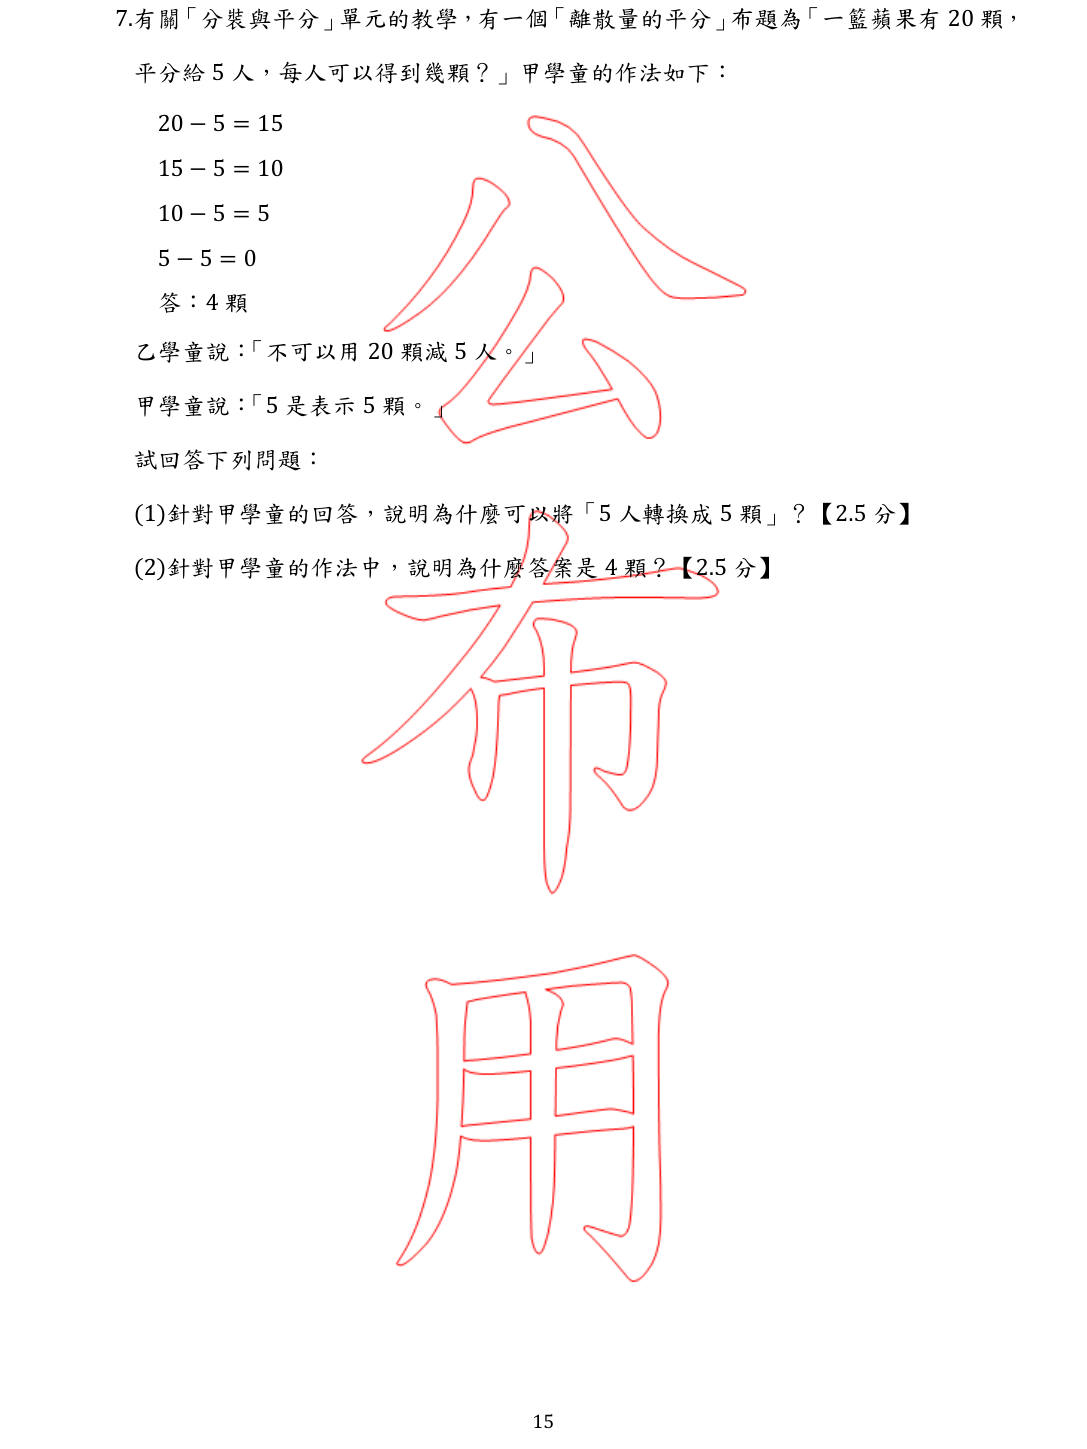 7.有關「分裝與平分」單元的教學，有一個「離散量的平分」布題為「一籃蘋果有 20 顆，
平分給 5 人，每人可以得到幾顆？」甲學童的作法如下：
20 − 5 = 15
15 − 5 = 10
10 − 5 = 5
5 − 5 = 0
答：4 顆
乙學童說：「不可以用 20 顆減 5 人。」
甲學童說：「5 是表示 5 顆。」
試回答下列問題：
(1)針對甲學童的回答，說明為什麼可以將「5 人轉換成 5 顆」？【2.5 分】
(2)針對甲學童的作法中，說明為什麼答案是 4 顆？【2.5 分】
公
布
用
15